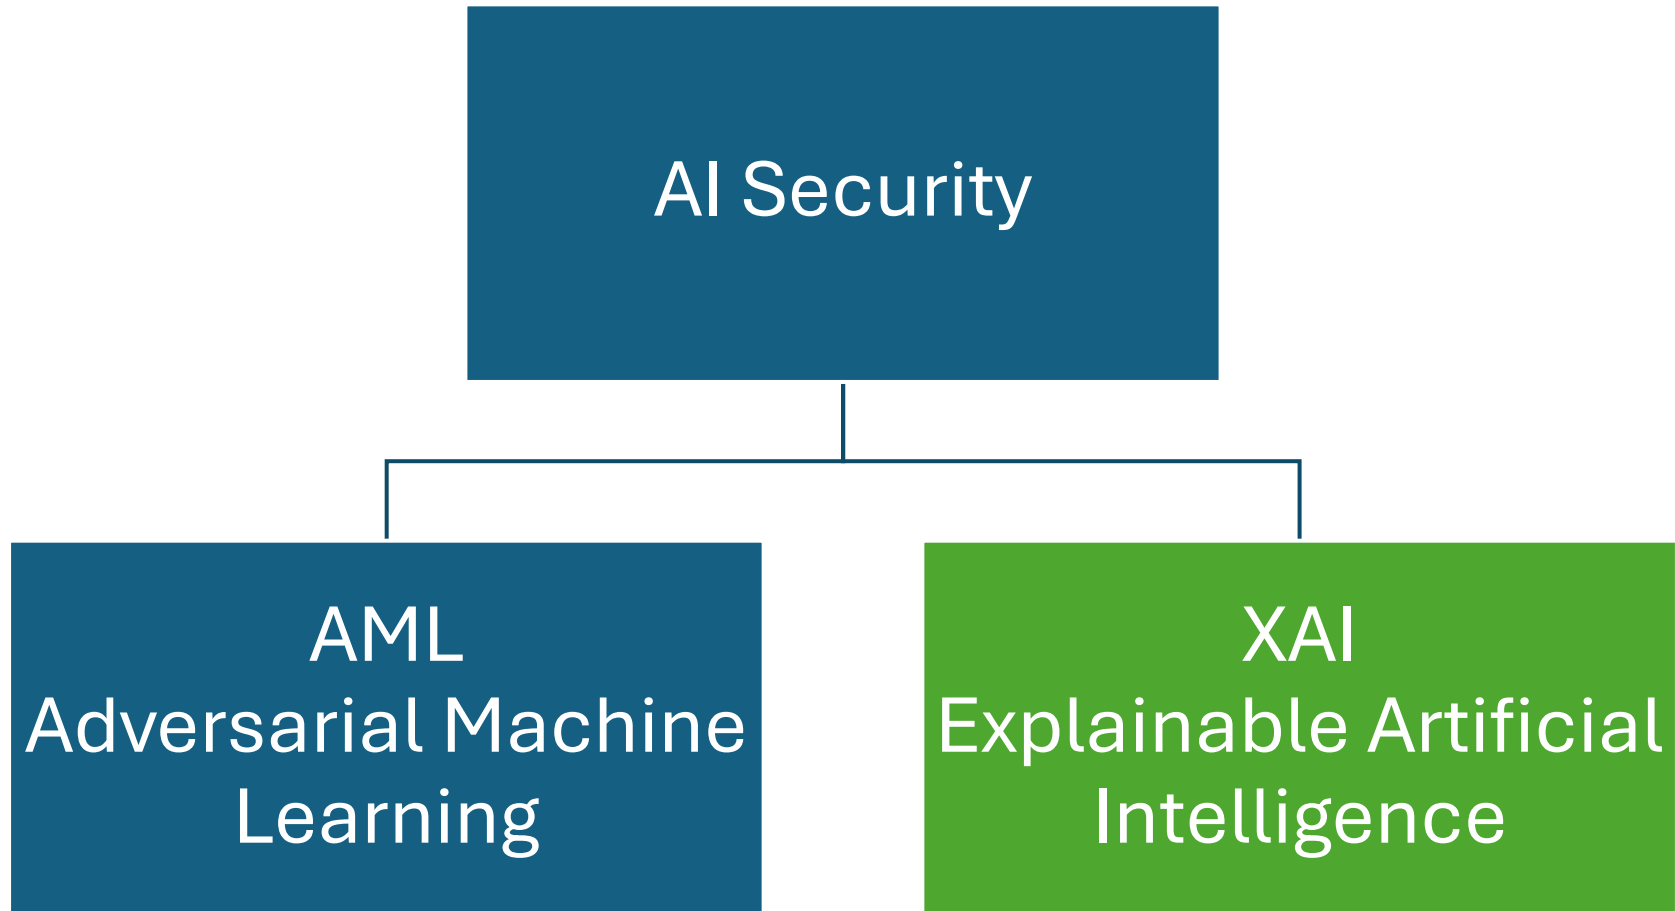 AI Security
AML
Adversarial Machine
Learning
XAI
Explainable Artificial
Intelligence